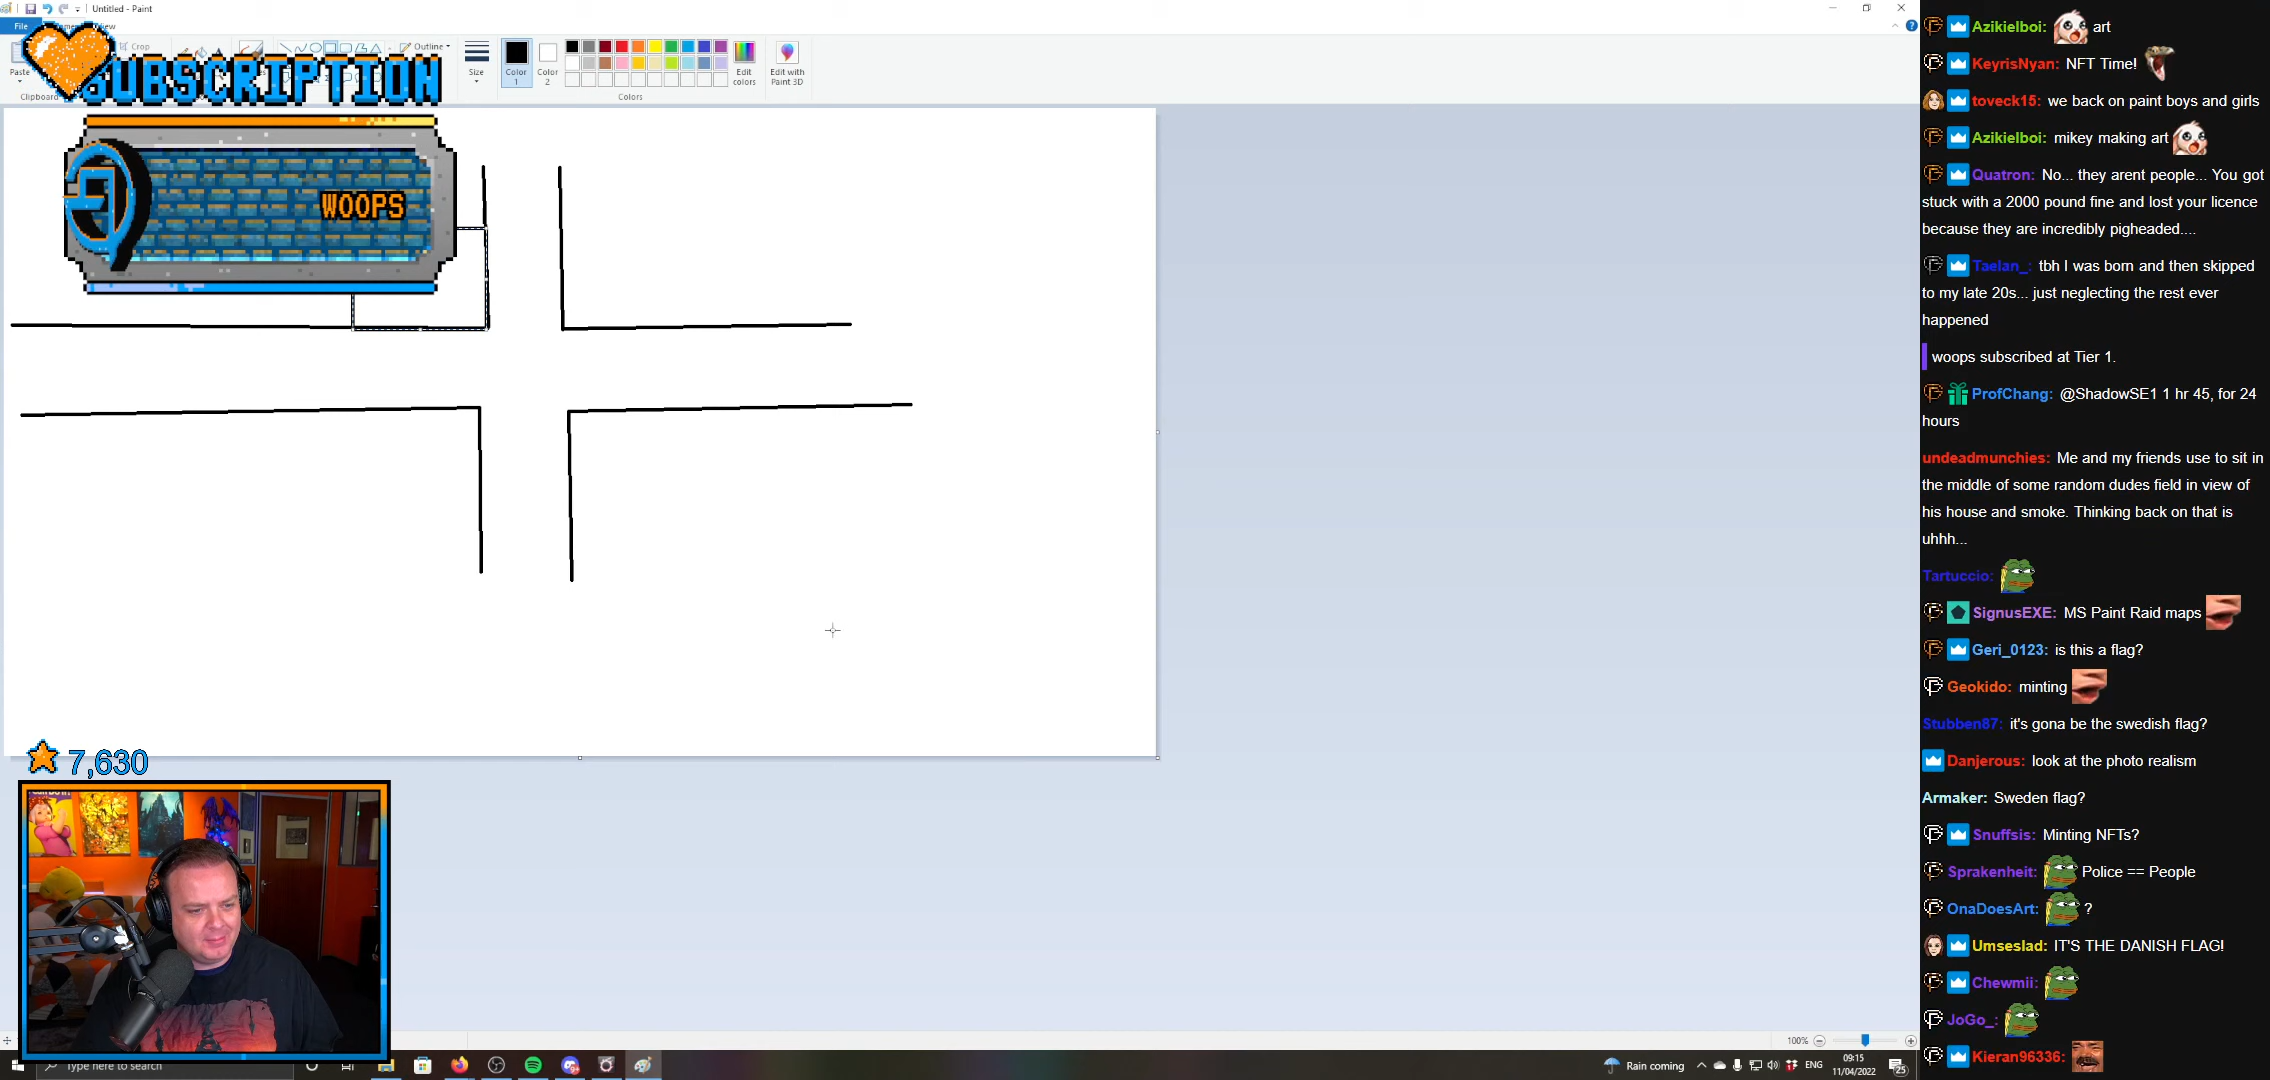 Untitled - Paint
File
View
Crop
Outline
Paste
Size
Color 1
Color 2
Edit colors
Edit with Paint 3D
Clipboard
Colors
SUBSCRIPTION
WOOPS
7,630
100%
Type here to search
Rain coming
ENG
09:15
11/04/2022
25
Azikielboi: art
KeyrisNyan: NFT Time!
toveck15: we back on paint boys and girls
Azikielboi: mikey making art
Quatron: No... they arent people... You got
stuck with a 2000 pound fine and lost your licence
because they are incredibly pigheaded....
Taelan_: tbh I was born and then skipped
to my late 20s... just neglecting the rest ever
happened
woops subscribed at Tier 1.
ProfChang: @ShadowSE1 1 hr 45, for 24
hours
undeadmunchies: Me and my friends use to sit in
the middle of some random dudes field in view of
his house and smoke. Thinking back on that is
uhhh...
Tartuccio:
SignusEXE: MS Paint Raid maps
Geri_0123: is this a flag?
Geokido: minting
Stubben87: it's gona be the swedish flag?
Danjerous: look at the photo realism
Armaker: Sweden flag?
Snuffsis: Minting NFTs?
Sprakenheit: Police == People
OnaDoesArt: ?
Umseslad: IT'S THE DANISH FLAG!
Chewmii:
JoGo_:
Kieran96336: